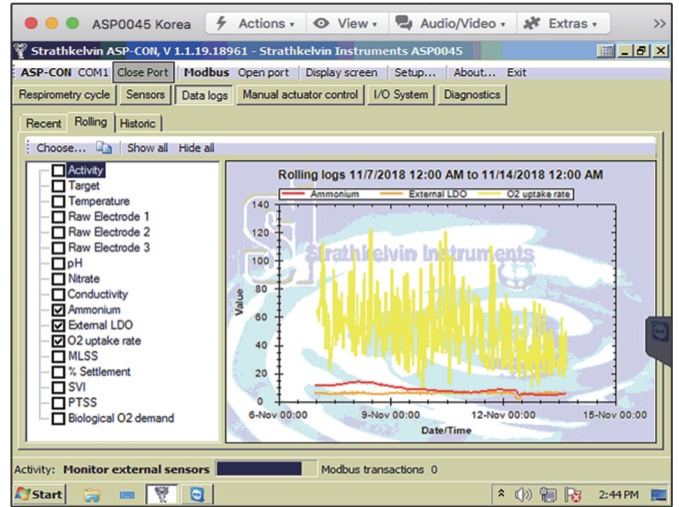 ASP0045 Korea Actions View Audio/Video Extras >>
Strathkelvin ASP-CON, V 1.1.19.18961 - Strathkelvin Instruments ASP0045
ASP-CON COM1 Close Port Modbus Open port Display screen Setup... About... Exit
Respirometry cycle Sensors Data logs Manual actuator control I/O System Diagnostics
Recent Rolling Historic
Choose... Show all Hide all
Activity
Target
Temperature
Raw Electrode 1
Raw Electrode 2
Raw Electrode 3
pH
Nitrate
Conductivity
Ammonium
External LDO
O2 uptake rate
MLSS
% Settlement
SVI
PTSS
Biological O2 demand
Rolling logs 11/7/2018 12:00 AM to 11/14/2018 12:00 AM
Ammonium External LDO O2 uptake rate
Strathkelvin Instruments
Value
140
120
100
80
60
40
20
0
6-Nov 00:00 9-Nov 00:00 12-Nov 00:00 15-Nov 00:00
Date/Time
Activity: Monitor external sensors Modbus transactions 0
Start 2:44 PM